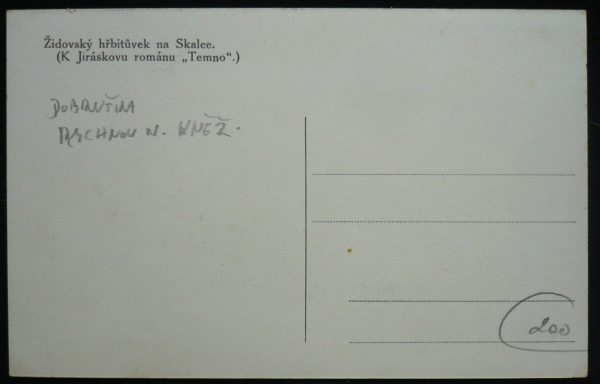 Židovský hřbitůvek na Skalce.
(K Jiráskovu románu „Temno“.)
DOBRUŠKA
RYCHNOV N. KNĚŽ.
200